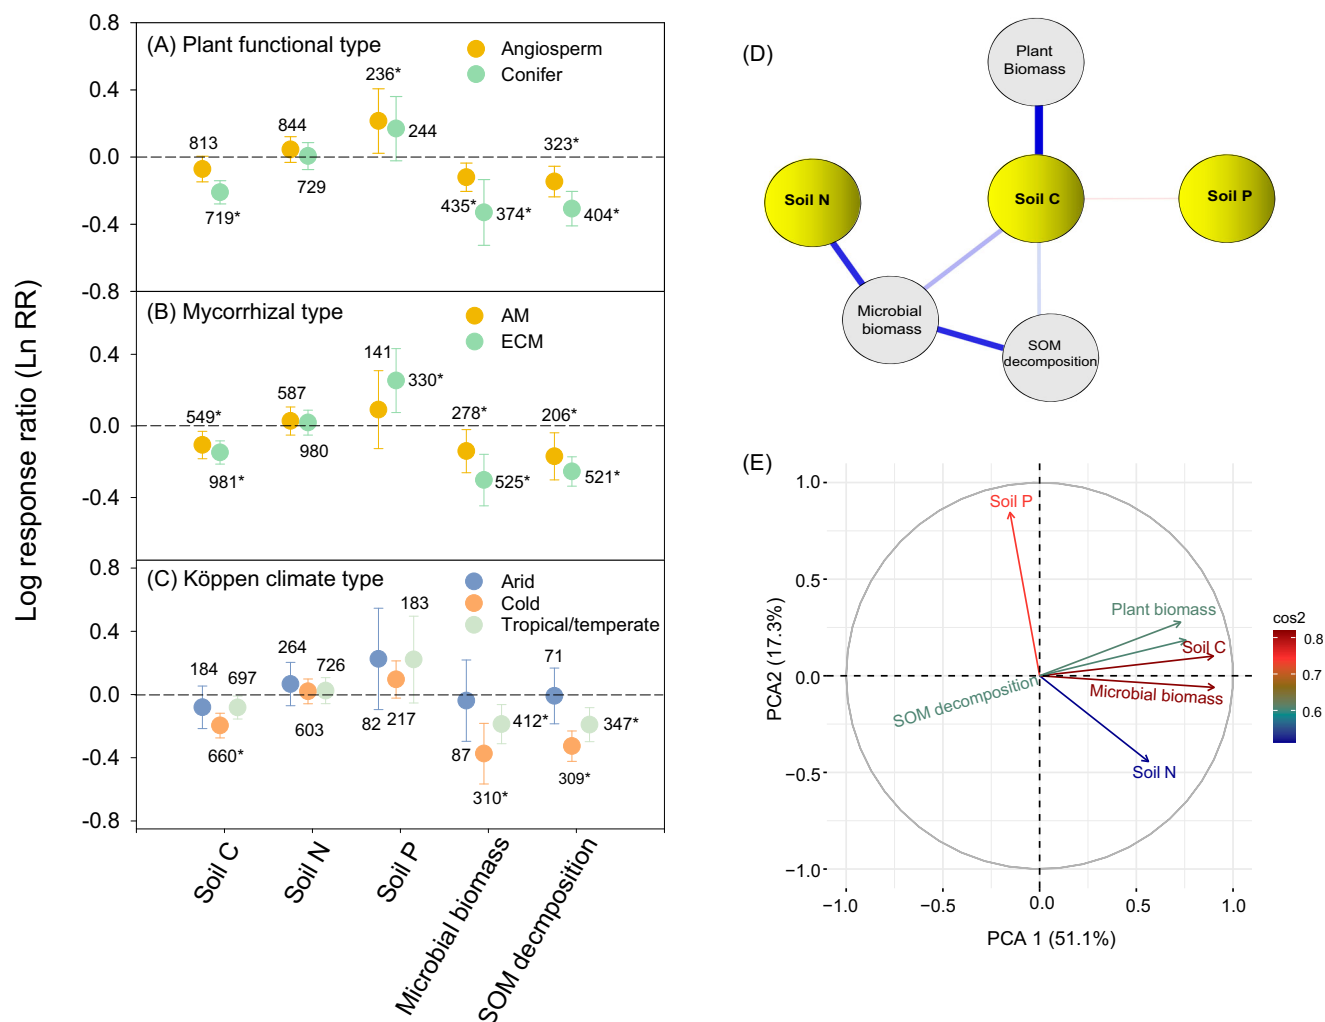 Log response ratio (Ln RR)
(A) Plant functional type
Angiosperm
Conifer
0.8
0.4
0.0
-0.4
-0.8
813
719*
844
729
236*
244
435*
374*
323*
404*
(B) Mycorrhizal type
AM
ECM
0.4
0.0
-0.4
549*
981*
587
980
141
330*
278*
525*
206*
521*
(C) Köppen climate type
Arid
Cold
Tropical/temperate
0.8
0.4
0.0
-0.4
-0.8
184
660*
697
264
603
726
82
217
183
87
310*
412*
71
309*
347*
Soil C
Soil N
Soil P
Microbial biomass
SOM decmposition
(D)
Plant
Biomass
Soil N
Soil C
Soil P
Microbial
biomass
SOM
decomposition
(E)
PCA2 (17.3%)
1.0
0.5
0.0
−0.5
−1.0
Soil P
Plant biomass
Soil C
Microbial biomass
SOM decomposition
Soil N
−1.0
−0.5
0.0
0.5
1.0
PCA 1 (51.1%)
cos2
0.8
0.7
0.6